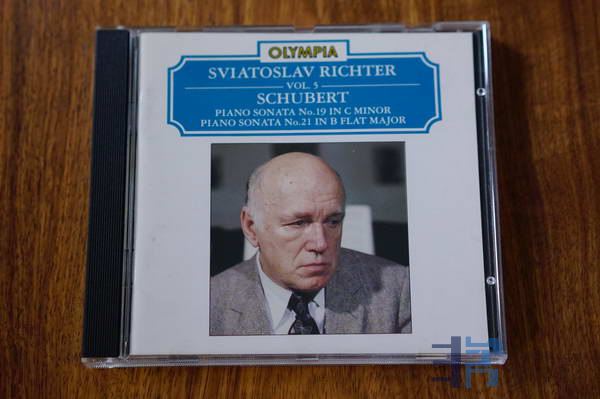 OLYMPIA
SVIATOSLAV RICHTER
VOL. 5
SCHUBERT
PIANO SONATA No.19 IN C MINOR
PIANO SONATA No.21 IN B FLAT MAJOR